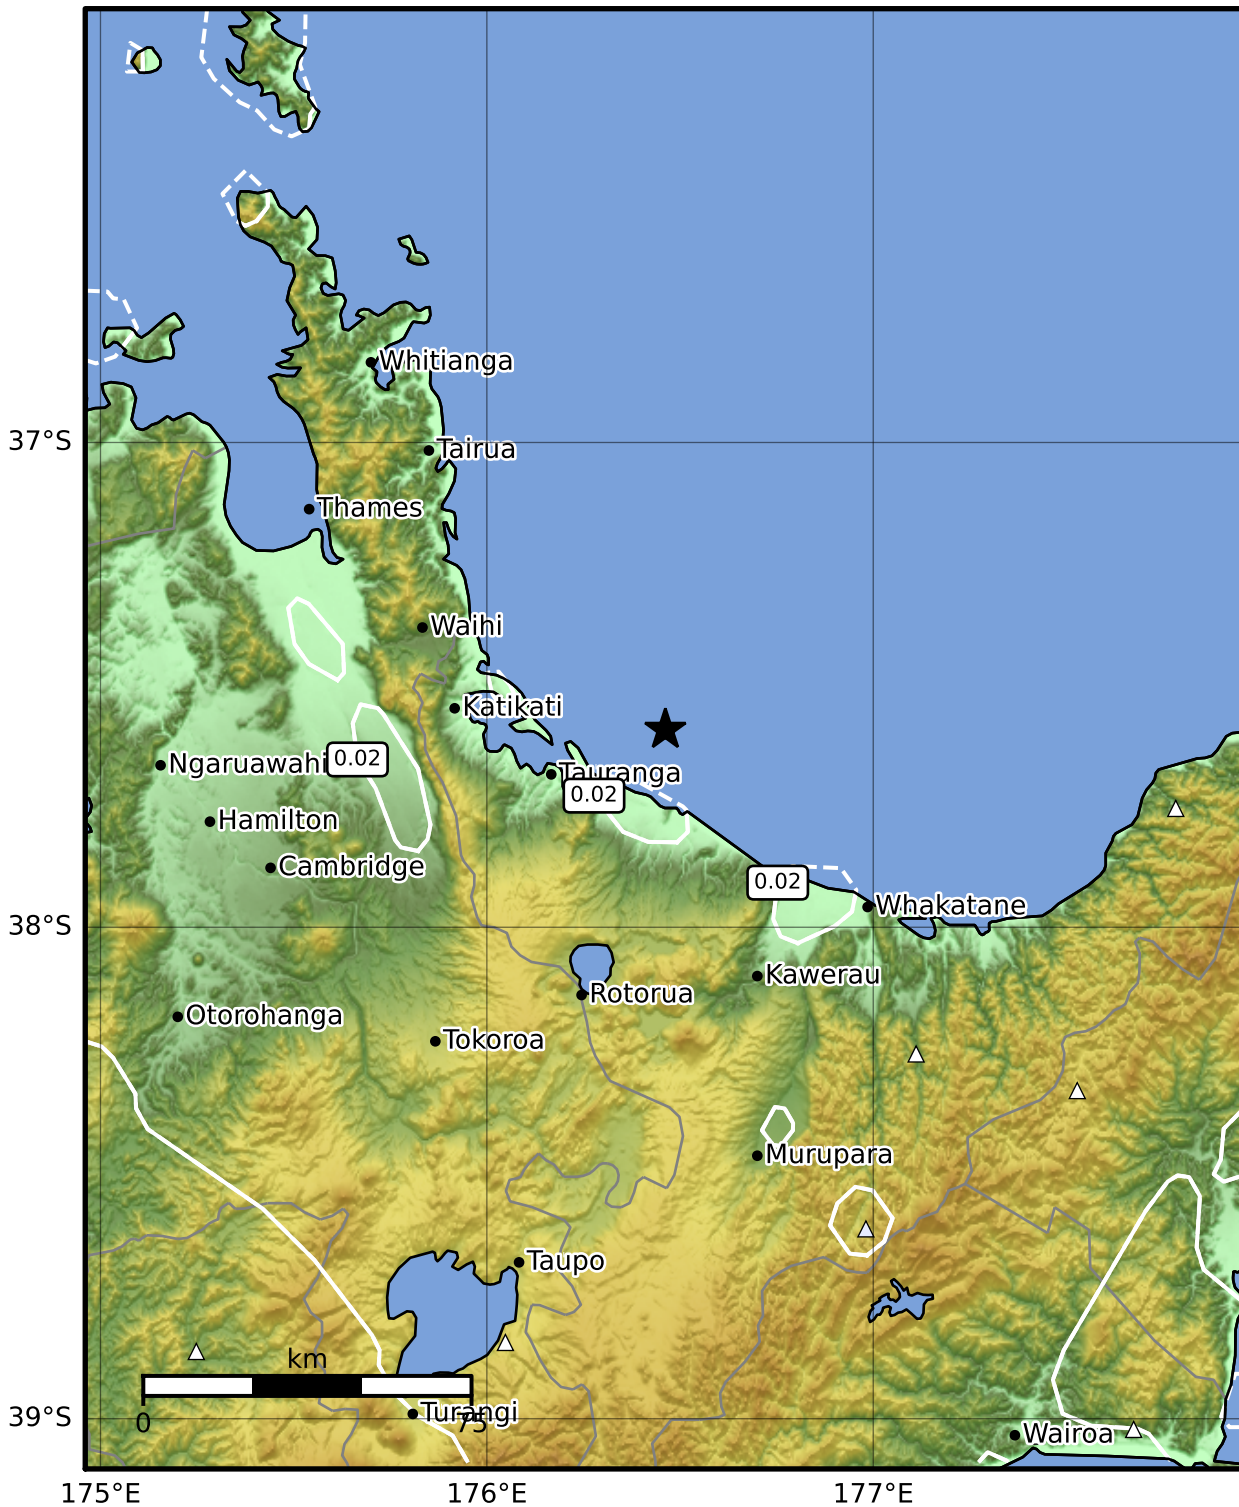 Whitianga
37°S
Tairua
Thames
Waihi
Katikati
Ngaruawahi
0.02
Tauranga
0.02
Hamilton
Cambridge
0.02
Whakatane
38°S
Kawerau
Rotorua
Otorohanga
Tokoroa
Murupara
Taupo
km
0
75
39°S
Turangi
Wairoa
175°E
176°E
177°E